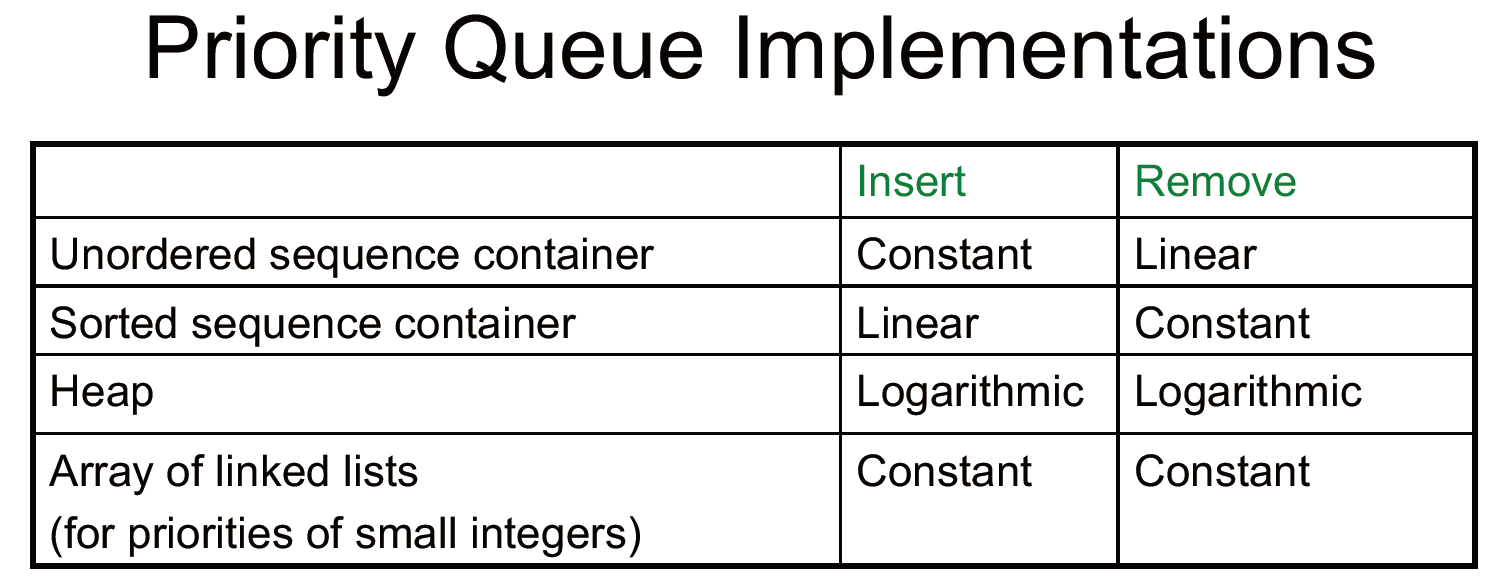 Priority Queue Implementations
Insert Remove
Unordered sequence container Constant Linear
Sorted sequence container Linear Constant
Heap Logarithmic Logarithmic
Array of linked lists Constant Constant
(for priorities of small integers)